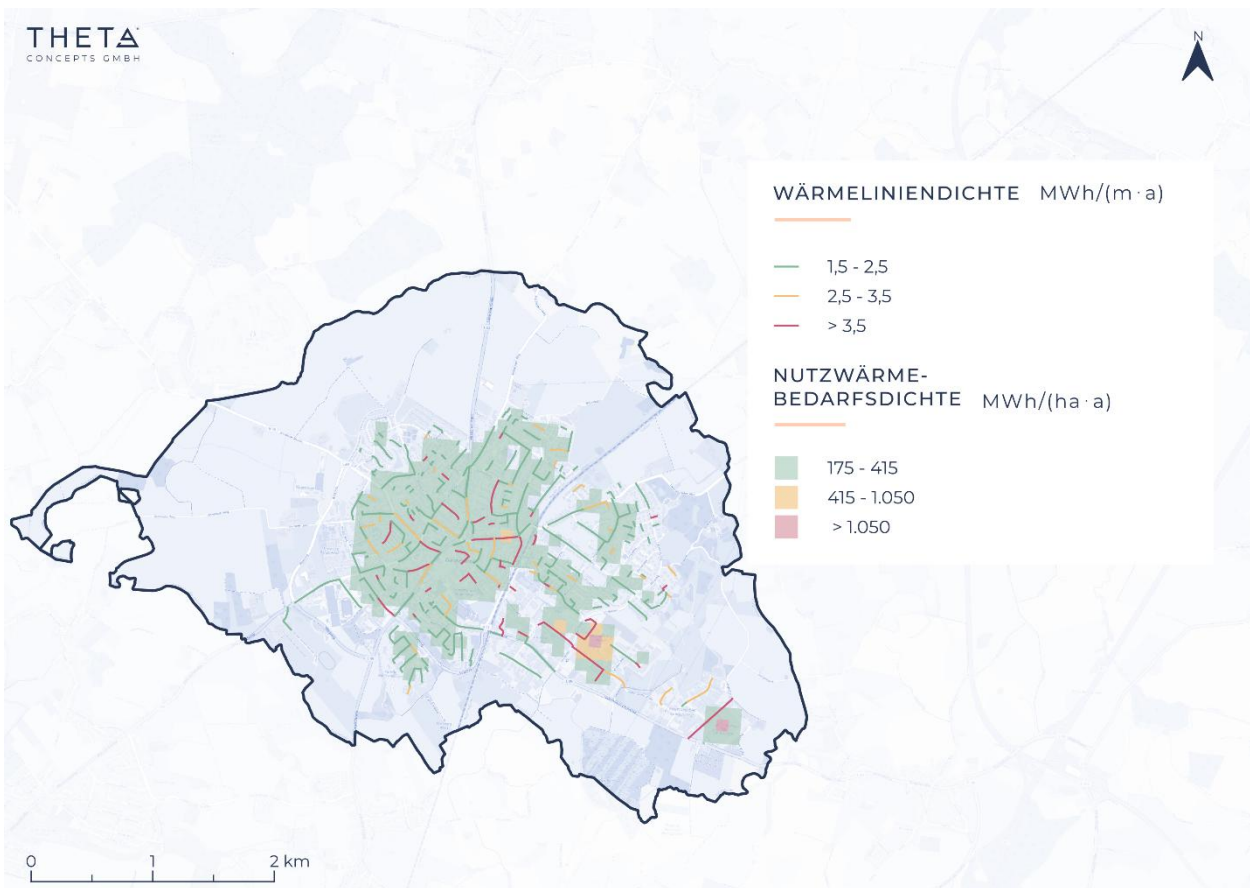 THETA
CONCEPTS GMBH
N
WÄRMELINIENDICHTE MWh/(m·a)
1,5 - 2,5
2,5 - 3,5
> 3,5
NUTZWÄRME-
BEDARFSDICHTE MWh/(ha·a)
175 - 415
415 - 1.050
> 1.050
0 1 2 km